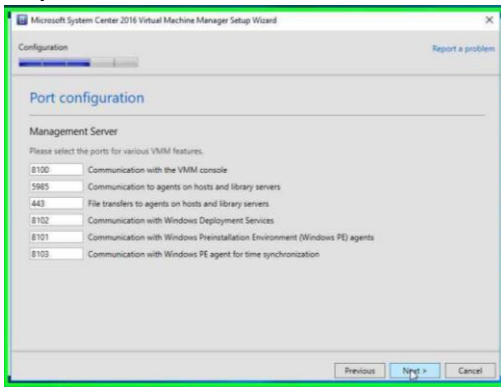 Microsoft System Center 2016 Virtual Machine Manager Setup Wizard
Configuration
Report a problem
Port configuration
Management Server
Please select the ports for various VMM features.
8100 Communication with the VMM console
5985 Communication to agents on hosts and library servers
443 File transfers to agents on hosts and library servers
8102 Communication with Windows Deployment Services
8101 Communication with Windows Preinstallation Environment (Windows PE) agents
8103 Communication with Windows PE agent for time synchronization
Previous Next > Cancel